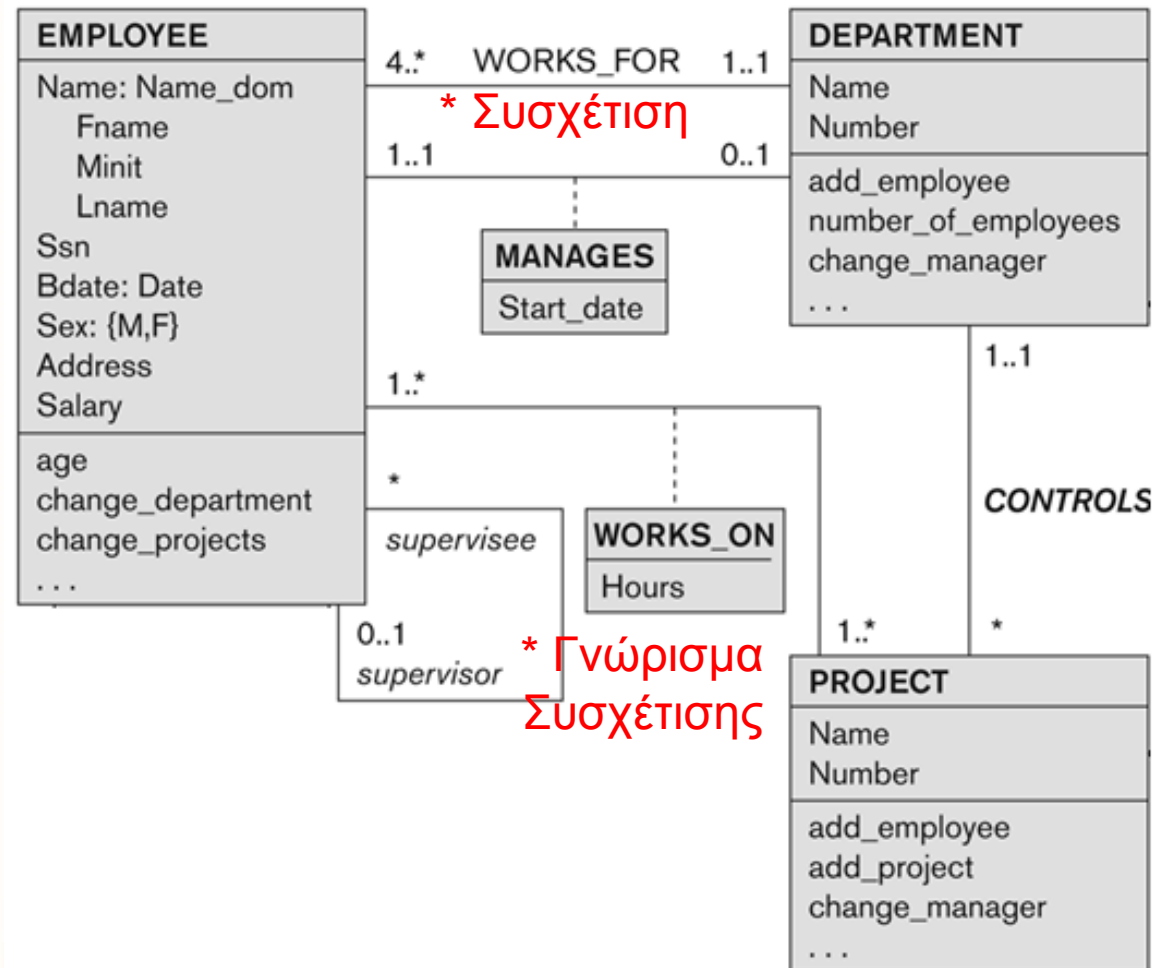 EMPLOYEE
Name: Name_dom
Fname
Minit
Lname
Ssn
Bdate: Date
Sex: {M,F}
Address
Salary
age
change_department
change_projects
. . .
4..* WORKS_FOR 1..1
* Συσχέτιση
1..1 0..1
MANAGES
Start_date
DEPARTMENT
Name
Number
add_employee
number_of_employees
change_manager
. . .
1..*
*
supervisee
0..1
supervisor
WORKS_ON
Hours
* Γνώρισμα
Συσχέτισης
1..1
CONTROLS
1..* *
PROJECT
Name
Number
add_employee
add_project
change_manager
. . .